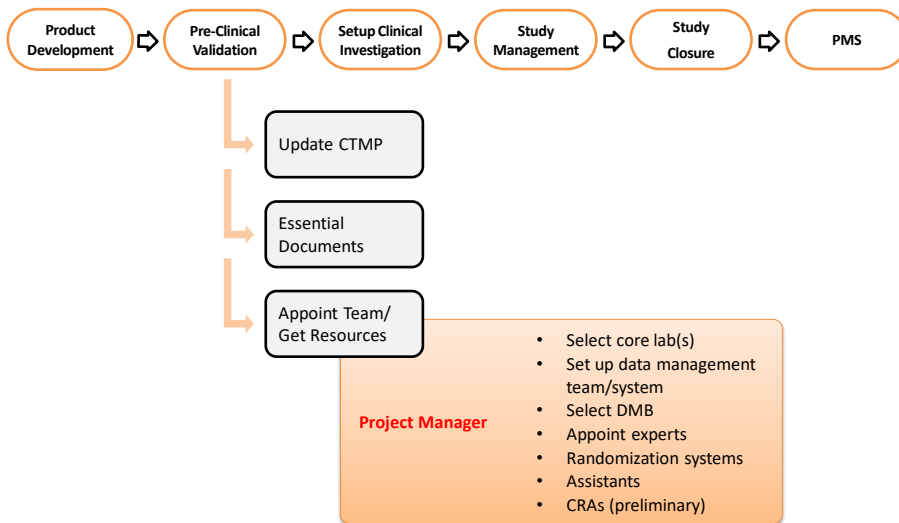 Product
Development
Pre-Clinical
Validation
Setup Clinical
Investigation
Study
Management
Study
Closure
PMS
Update CTMP
Essential
Documents
Appoint Team/
Get Resources
Project Manager
• Select core lab(s)
• Set up data management
team/system
• Select DMB
• Appoint experts
• Randomization systems
• Assistants
• CRAs (preliminary)